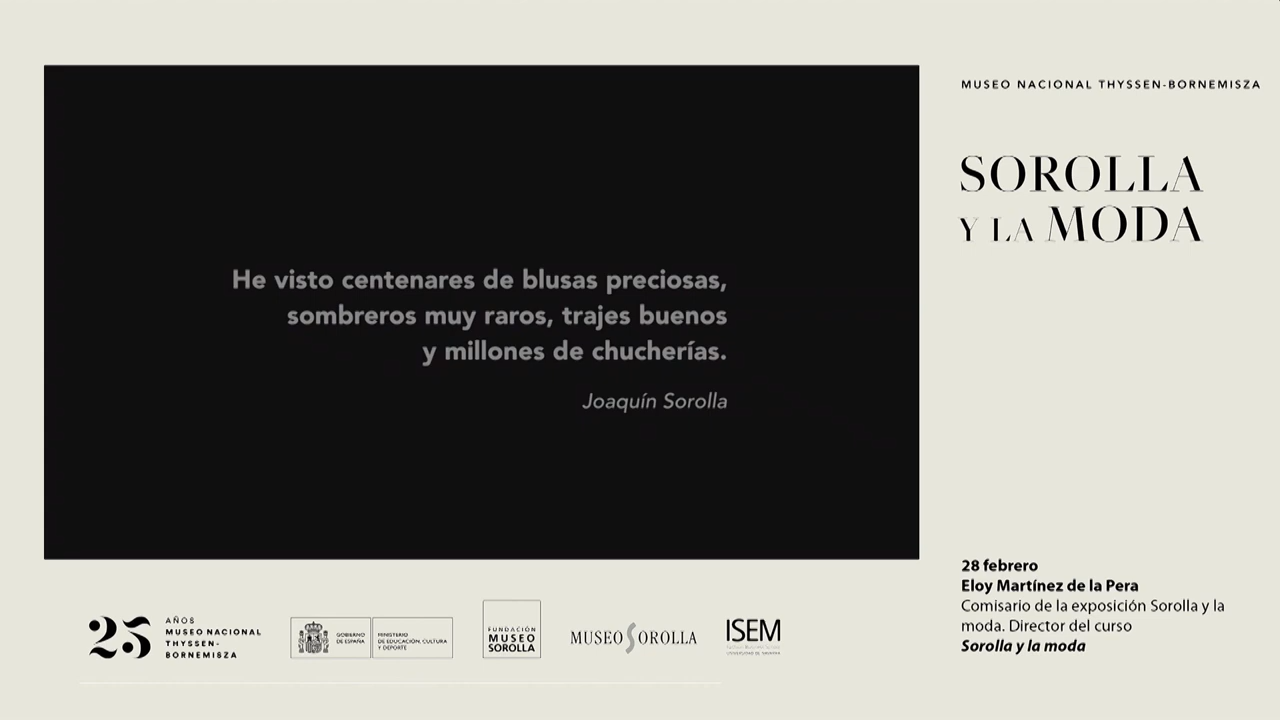 MUSEO NACIONAL THYSSEN-BORNEMISZA
SOROLLA
Y LA MODA
He visto centenares de blusas preciosas,
sombreros muy raros, trajes buenos
y millones de chucherías.
Joaquín Sorolla
28 febrero
Eloy Martínez de la Pera
Comisario de la exposición Sorolla y la
moda. Director del curso
Sorolla y la moda
25
AÑOS
MUSEO NACIONAL
THYSSEN-
BORNEMISZA
GOBIERNO
DE ESPAÑA
MINISTERIO
DE EDUCACIÓN, CULTURA
Y DEPORTE
FUNDACIÓN
MUSEO
SOROLLA
MUSEO SOROLLA
ISEM
UNIVERSIDAD DE NAVARRA